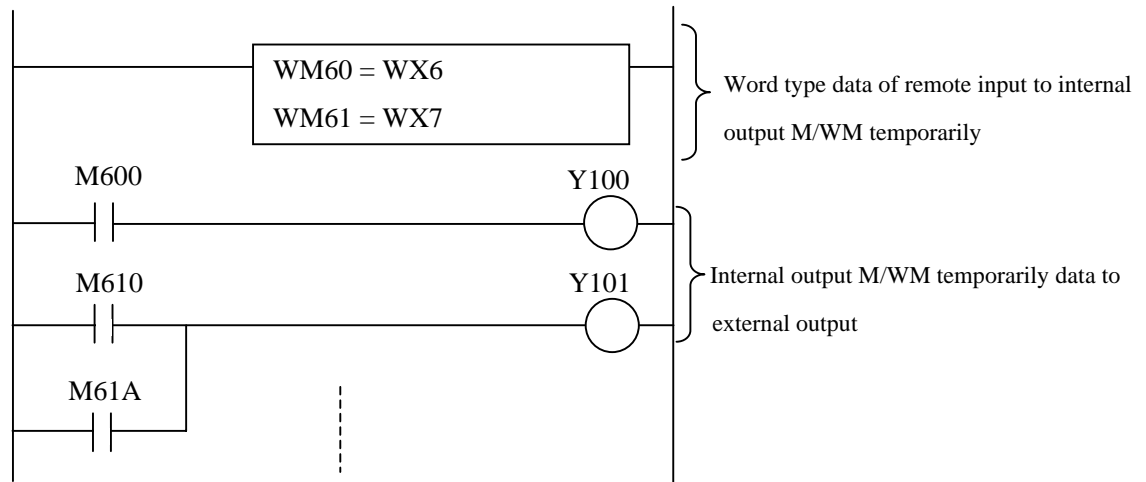 WM60 = WX6
WM61 = WX7
Word type data of remote input to internal
output M/WM temporarily
M600
Y100
M610
Y101
Internal output M/WM temporarily data to
external output
M61A